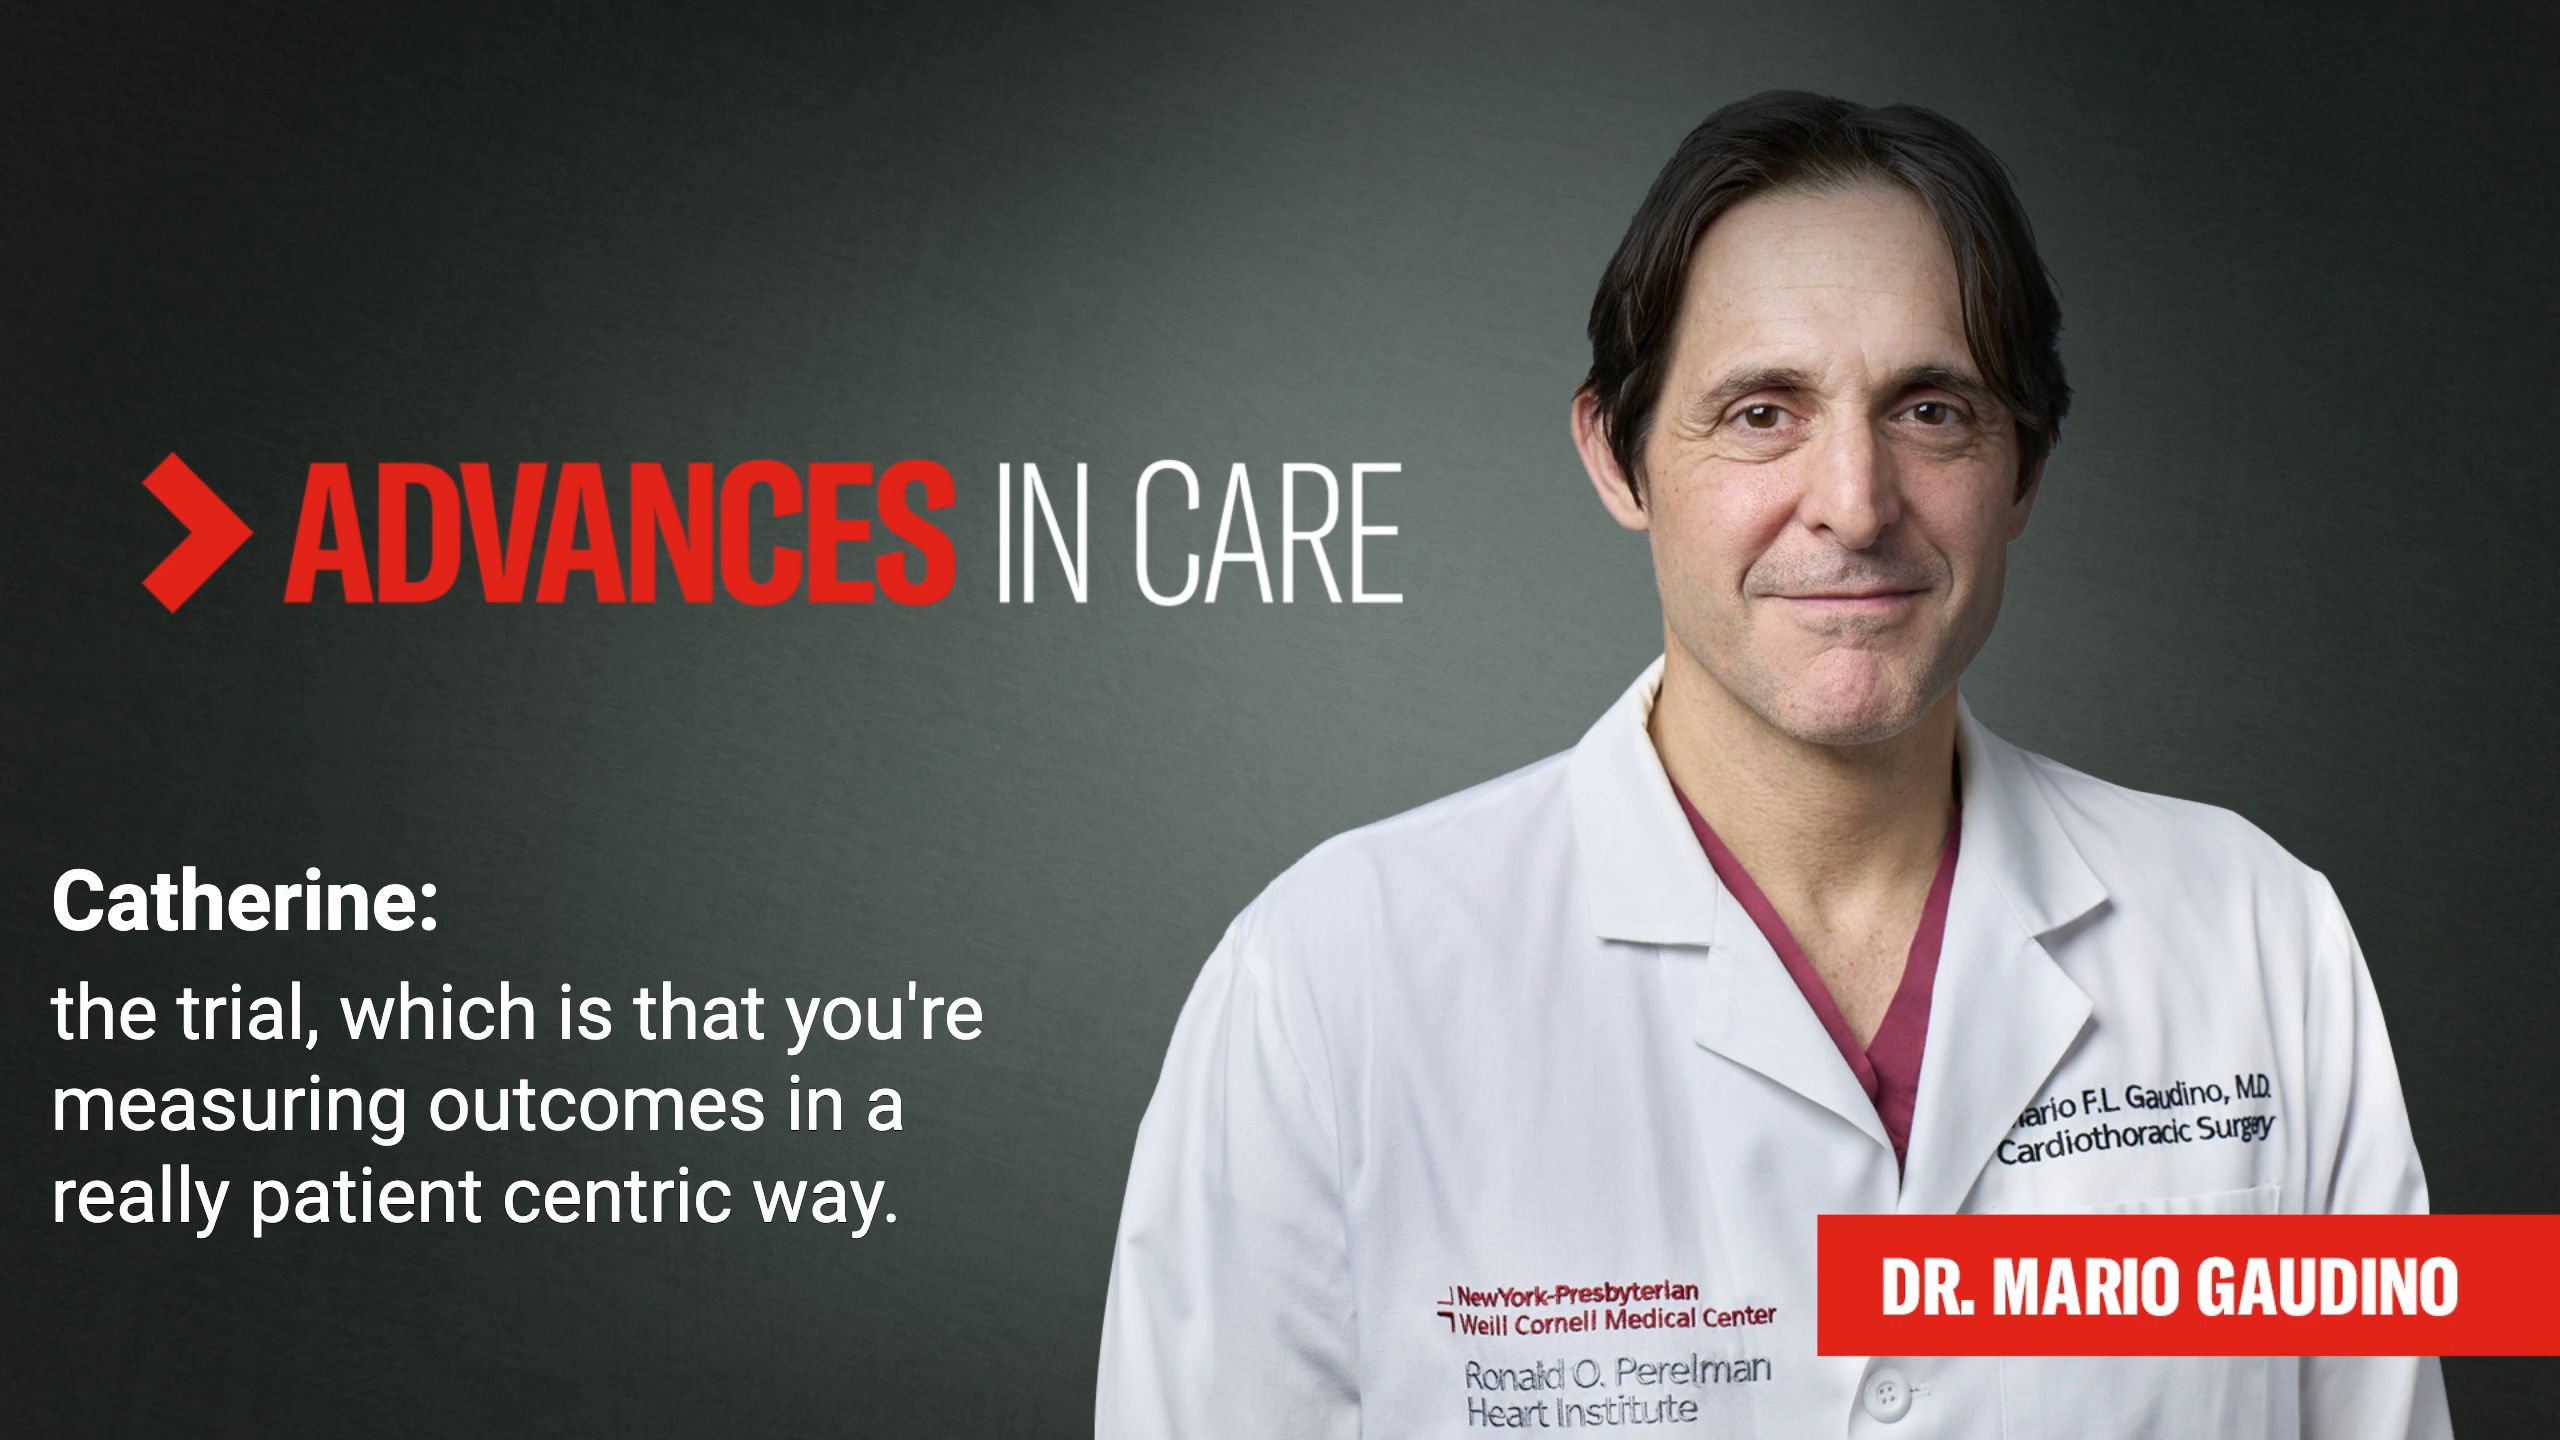 ADVANCES IN CARE
Catherine:
the trial, which is that you're
measuring outcomes in a
really patient centric way.
ario F.L. Gaudino, M.D.
Cardiothoracic Surgery
NewYork-Presbyterian
Weill Cornell Medical Center
Ronald O. Perelman
Heart Institute
DR. MARIO GAUDINO